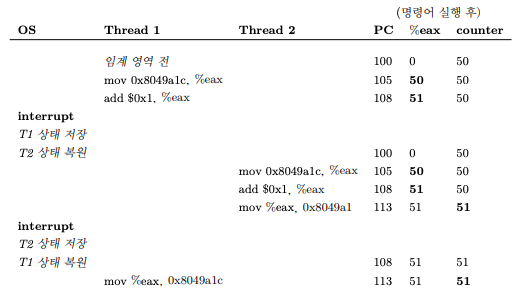 (명령어 실행 후)
OS Thread 1 Thread 2 PC %eax counter
임계 영역 전 100 0 50
mov 0x8049a1c, %eax 105 50 50
add $0x1, %eax 108 51 50
interrupt
T1 상태 저장
T2 상태 복원 100 0 50
mov 0x8049a1c, %eax 105 50 50
add $0x1, %eax 108 51 50
mov %eax, 0x8049a1 113 51 51
interrupt
T2 상태 저장
T1 상태 복원 108 51 51
mov %eax, 0x8049a1c 113 51 51